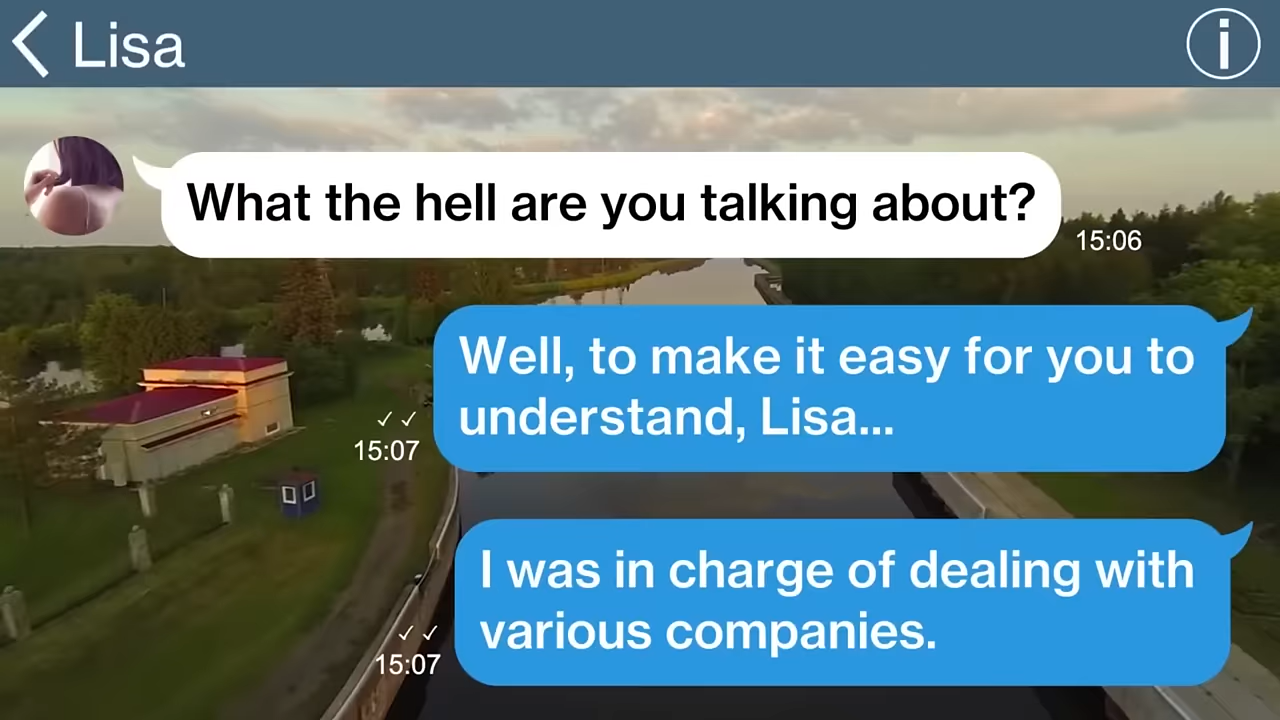 Lisa
What the hell are you talking about?
15:06
Well, to make it easy for you to
understand, Lisa...
15:07
I was in charge of dealing with
various companies.
15:07